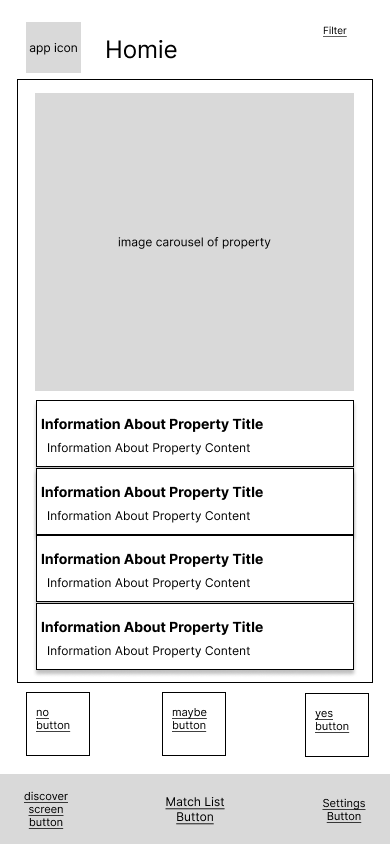 app icon
Homie
Filter
image carousel of property
Information About Property Title
Information About Property Content
Information About Property Title
Information About Property Content
Information About Property Title
Information About Property Content
Information About Property Title
Information About Property Content
no
button
maybe
button
yes
button
discover
screen
button
Match List
Button
Settings
Button